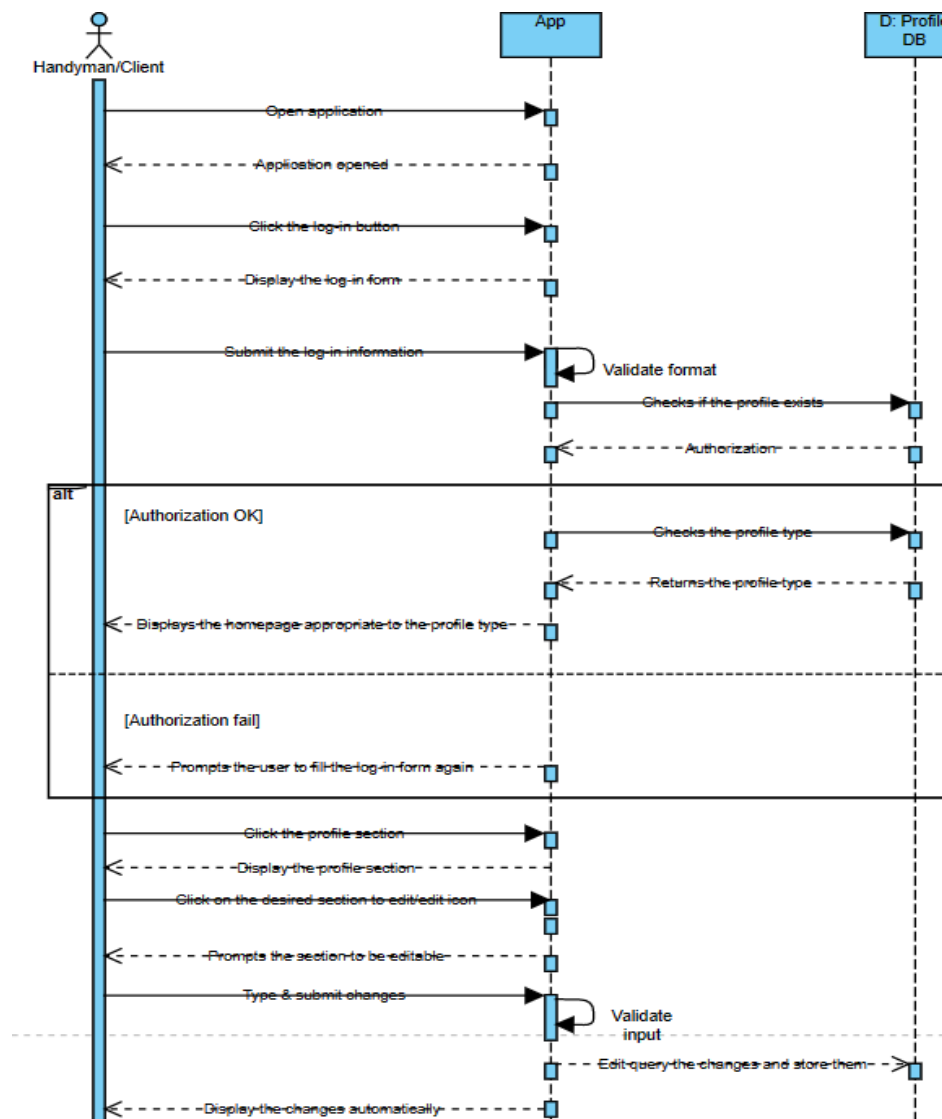 App
D: Profile
DB
Handyman/Client
Open application
Application opened
Click the log-in button
Display the log-in form
Submit the log-in information
Validate format
Checks if the profile exists
Authorization
alt
[Authorization OK]
Checks the profile type
Returns the profile type
Displays the homepage appropriate to the profile type
[Authorization fail]
Prompts the user to fill the log-in form again
Click the profile section
Display the profile section
Click on the desired section to edit/edit icon
Prompts the section to be editable
Type & submit changes
Validate
input
Edit query the changes and store them
Display the changes automatically